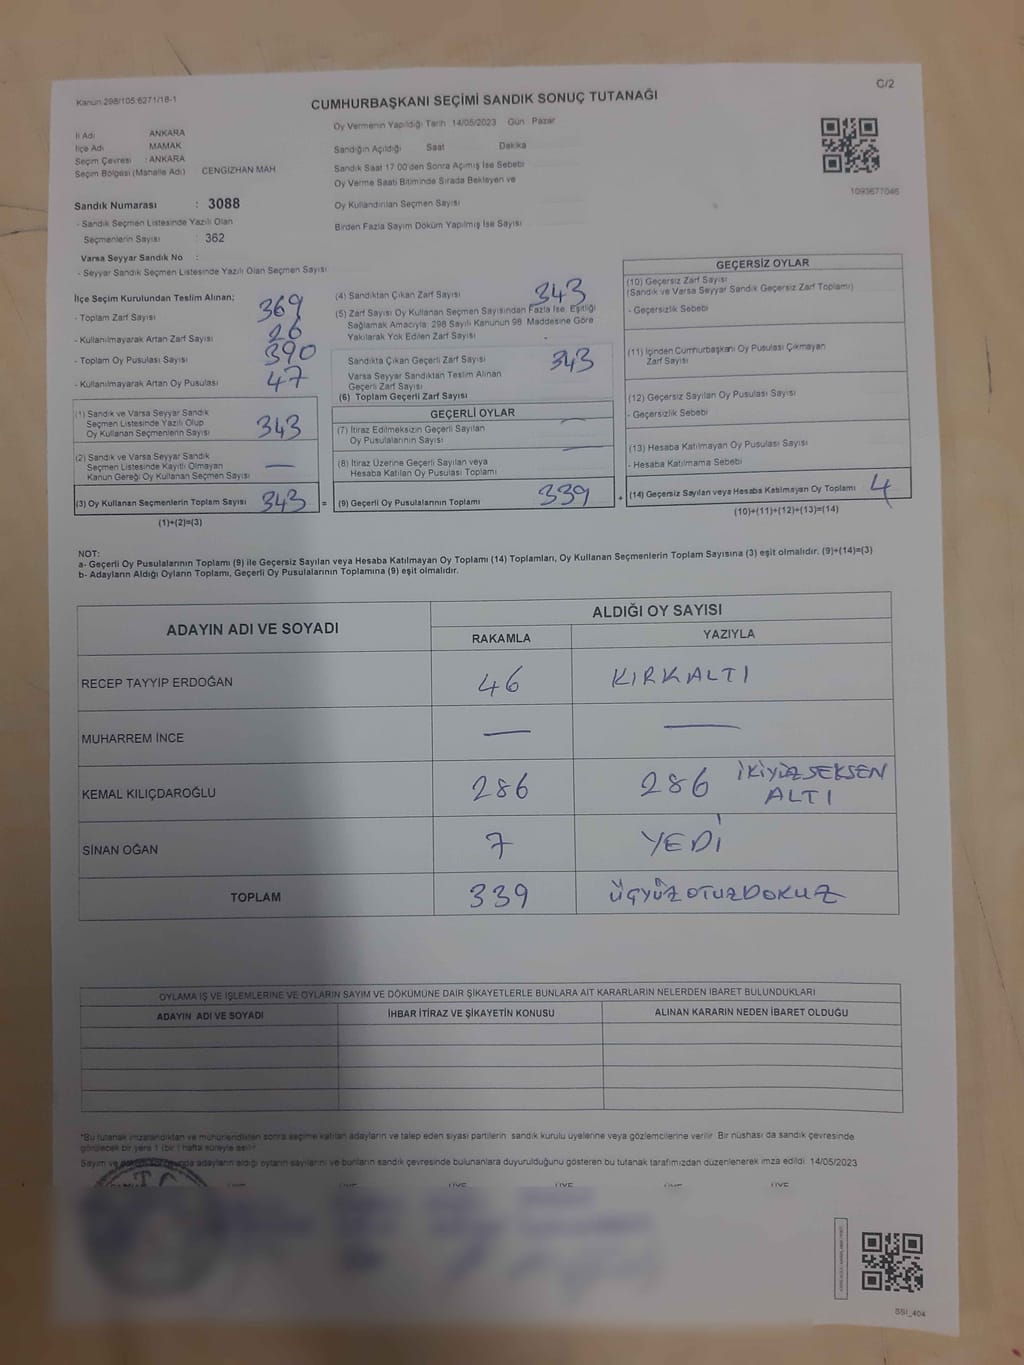 Kanun 298/105:6271/18-1
C/2
CUMHURBAŞKANI SEÇİMİ SANDIK SONUÇ TUTANAĞI
İl Adı ANKARA
İlçe Adı MAMAK
Seçim Çevresi : ANKARA
Seçim Bölgesi (Mahalle Adı) CENGİZHAN MAH
Sandık Numarası : 3088
- Sandık Seçmen Listesinde Yazılı Olan
Seçmenlerin Sayısı : 362
Varsa Seyyar Sandık No :
- Seyyar Sandık Seçmen Listesinde Yazılı Olan Seçmen Sayısı
Oy Vermenin Yapıldığı Tarih 14/05/2023 Gün : Pazar
Sandığın Açıldığı Saat Dakika
Sandık Saat 17:00'den Sonra Açımış İse Sebebi
Oy Verme Saati Bitiminde Sırada Bekleyen ve
Oy Kullandırılan Seçmen Sayısı
Birden Fazla Sayım Döküm Yapılmış İse Sayısı
1093677046
İlçe Seçim Kurulundan Teslim Alınan;
- Toplam Zarf Sayısı 369
- Kullanılmayarak Artan Zarf Sayısı 26
- Toplam Oy Pusulası Sayısı 390
- Kullanılmayarak Artan Oy Pusulası 47
(1) Sandık ve Varsa Seyyar Sandık
Seçmen Listesinde Yazılı Olup
Oy Kullanan Seçmenlerin Sayısı 343
(2) Sandık ve Varsa Seyyar Sandık
Seçmen Listesinde Kayıtlı Olmayan
Kanun Gereği Oy Kullanan Seçmen Sayısı —
(3) Oy Kullanan Seçmenlerin Toplam Sayısı 343 =
(1)+(2)=(3)
(4) Sandıktan Çıkan Zarf Sayısı 343
(5) Zarf Sayısı Oy Kullanan Seçmen Sayısından Fazla İse, Eşitliği
Sağlamak Amacıyla; 298 Sayılı Kanunun 98. Maddesine Göre
Yakılarak Yok Edilen Zarf Sayısı -
Sandıkta Çıkan Geçerli Zarf Sayısı 343
Varsa Seyyar Sandıktan Teslim Alınan
Geçerli Zarf Sayısı
(6) Toplam Geçerli Zarf Sayısı
GEÇERLİ OYLAR
(7) İtiraz Edilmeksizin Geçerli Sayılan
Oy Pusulalarının Sayısı —
(8) İtiraz Üzerine Geçerli Sayılan veya
Hesaba Katılan Oy Pusulası Toplamı —
(9) Geçerli Oy Pusulalarının Toplamı 339 +
GEÇERSİZ OYLAR
(10) Geçersiz Zarf Sayısı
(Sandık ve Varsa Seyyar Sandık Geçersiz Zarf Toplamı)
- Geçersizlik Sebebi
(11) İçinden Cumhurbaşkanı Oy Pusulası Çıkmayan
Zarf Sayısı
(12) Geçersiz Sayılan Oy Pusulası Sayısı
- Geçersizlik Sebebi
(13) Hesaba Katılmayan Oy Pusulası Sayısı
- Hesaba Katılmama Sebebi
(14) Geçersiz Sayılan veya Hesaba Katılmayan Oy Toplamı 4
(10)+(11)+(12)+(13)=(14)
NOT:
a- Geçerli Oy Pusulalarının Toplamı (9) ile Geçersiz Sayılan veya Hesaba Katılmayan Oy Toplamı (14) Toplamları, Oy Kullanan Seçmenlerin Toplam Sayısına (3) eşit olmalıdır. (9)+(14)=(3)
b- Adayların Aldığı Oyların Toplamı, Geçerli Oy Pusulalarının Toplamına (9) eşit olmalıdır.
ADAYIN ADI VE SOYADI ALDIĞI OY SAYISI
RAKAMLA YAZIYLA
RECEP TAYYİP ERDOĞAN 46 KIRKALTI
MUHARREM İNCE — —
KEMAL KILIÇDAROĞLU 286 286 İKİYÜZSEKSEN
ALTI
SİNAN OĞAN 7 YEDİ
TOPLAM 339 ÜÇYÜZOTUZDOKUZ
OYLAMA İŞ VE İŞLEMLERİNE VE OYLARIN SAYIM VE DÖKÜMÜNE DAİR ŞİKAYETLERLE BUNLARA AİT KARARLARIN NELERDEN İBARET BULUNDUKLARI
ADAYIN ADI VE SOYADI İHBAR İTİRAZ VE ŞİKAYETİN KONUSU ALINAN KARARIN NEDEN İBARET OLDUĞU
*Bu tutanak imzalandıktan ve mühürlendikten sonra seçime katılan adayların ve talep eden siyasi partilerin sandık kurulu üyelerine veya gözlemcilerine verilir. Bir nüshası da sandık çevresinde
görülecek bir yere 1 (bir) hafta süreyle asılır.
Sayım ve adayların aldığı oyların sayılarını ve bunların sandık çevresinde bulunanlara duyurulduğunu gösteren bu tutanak tarafımızdan düzenlenerek imza edildi. 14/05/2023
T.C.
ÜYE ÜYE ÜYE ÜYE ÜYE ÜYE
SSI_404